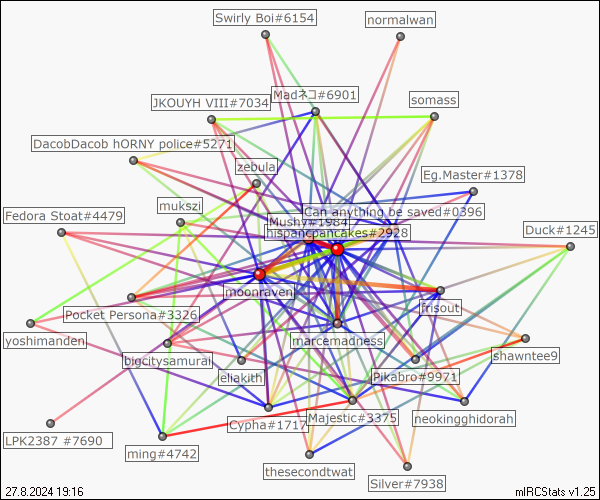 Swirly Boi#6154
normalwan
Madネコ#6901
JKOUYH VIII#7034
somass
DacobDacob hORNY police#5271
zebula
Eg.Master#1378
mukszi
Can anything be saved#0396
Fedora Stoat#4479
Mushy#1984
Duck#1245
hispancpancakes#2928
moonraven
frisout
Pocket Persona#3326
yoshimanden
marcemadness
shawntee9
bigcitysamurai
eliakith
Pikabro#9971
Majestic#3375
neokingghidorah
Cypha#1717
LPK2387 #7690
ming#4742
thesecondtwat
Silver#7938
27.8.2024 19:16
mIRCStats v1.25